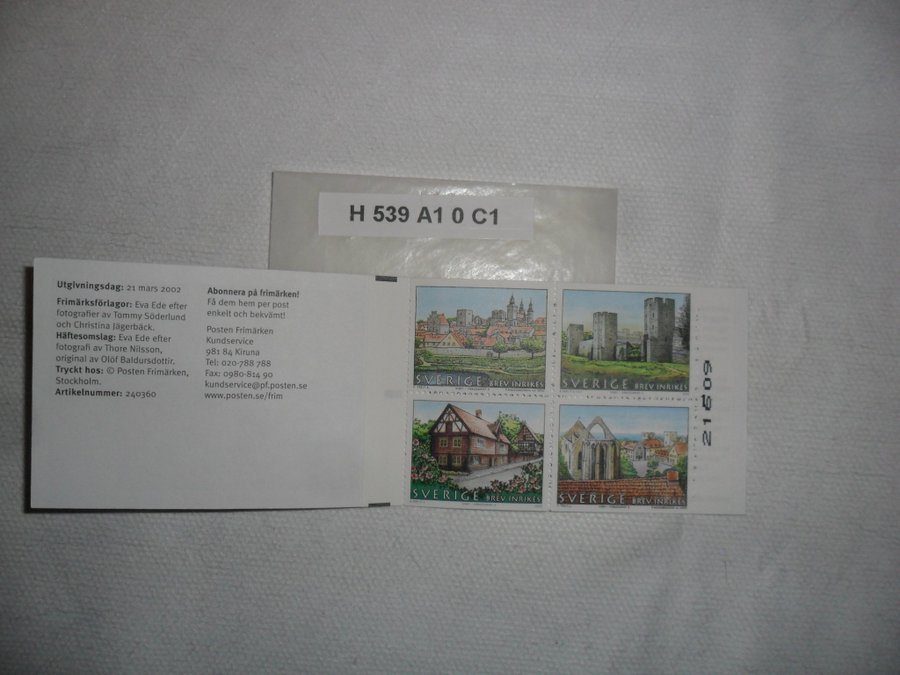 H 539 A1 0 C1
Utgivningsdag: 21 mars 2002
Frimärksförlagor: Eva Ede efter
fotografier av Tommy Söderlund
och Christina Jägerbäck.
Häftesomslag: Eva Ede efter
fotografi av Thore Nilsson,
original av Olöf Baldursdottir.
Tryckt hos: © Posten Frimärken,
Stockholm.
Artikelnummer: 240360
Abonnera på frimärken!
Få dem hem per post
enkelt och bekvämt!
Posten Frimärken
Kundservice
981 84 Kiruna
Tel: 020-788 788
Fax: 0980-814 90
kundservice@pf.posten.se
www.posten.se/frim
SVERIGE BREV INRIKES
SVERIGE BREV INRIKES
SVERIGE BREV INRIKES
SVERIGE BREV INRIKES
21609